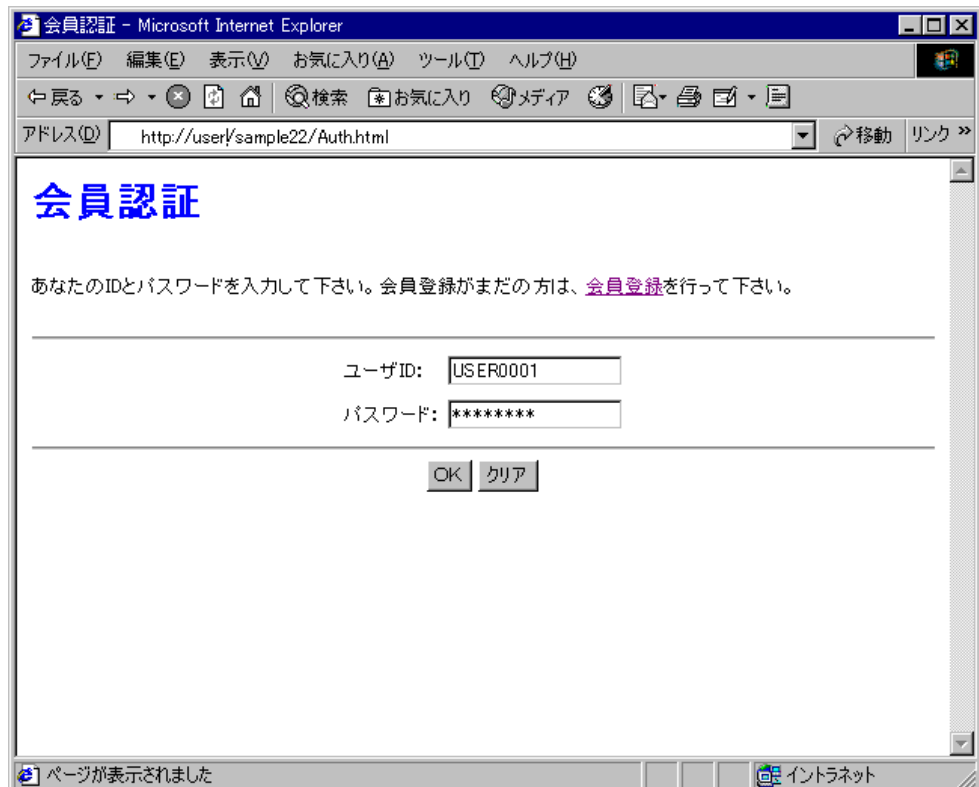 会員認証 - Microsoft Internet Explorer
ファイル(F) 編集(E) 表示(V) お気に入り(A) ツール(T) ヘルプ(H)
戻る 検索 お気に入り メディア
アドレス(D) http://user/sample22/Auth.html 移動 リンク »
会員認証
あなたのIDとパスワードを入力して下さい。会員登録がまだの方は、会員登録を行って下さい。
ユーザID: USER0001
パスワード: ********
OK クリア
ページが表示されました イントラネット